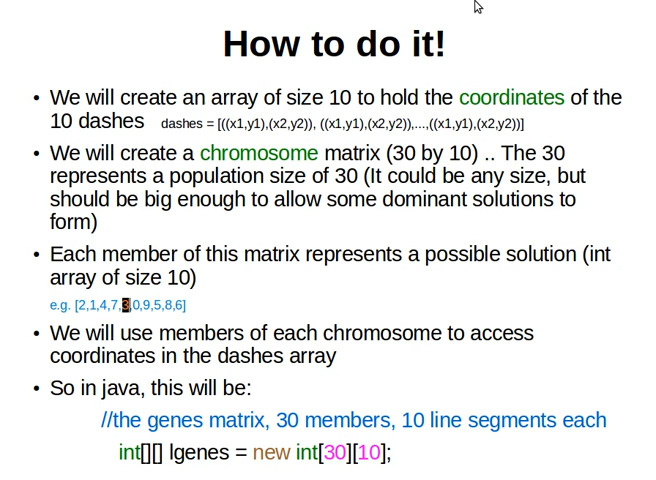 How to do it!
• We will create an array of size 10 to hold the coordinates of the
10 dashes dashes = [((x1,y1),(x2,y2)), ((x1,y1),(x2,y2)),...,((x1,y1),(x2,y2))]
• We will create a chromosome matrix (30 by 10) .. The 30
represents a population size of 30 (It could be any size, but
should be big enough to allow some dominant solutions to
form)
• Each member of this matrix represents a possible solution (int
array of size 10)
e.g. [2,1,4,7,3,0,9,5,8,6]
• We will use members of each chromosome to access
coordinates in the dashes array
• So in java, this will be:
//the genes matrix, 30 members, 10 line segments each
int[][] lgenes = new int[30][10];